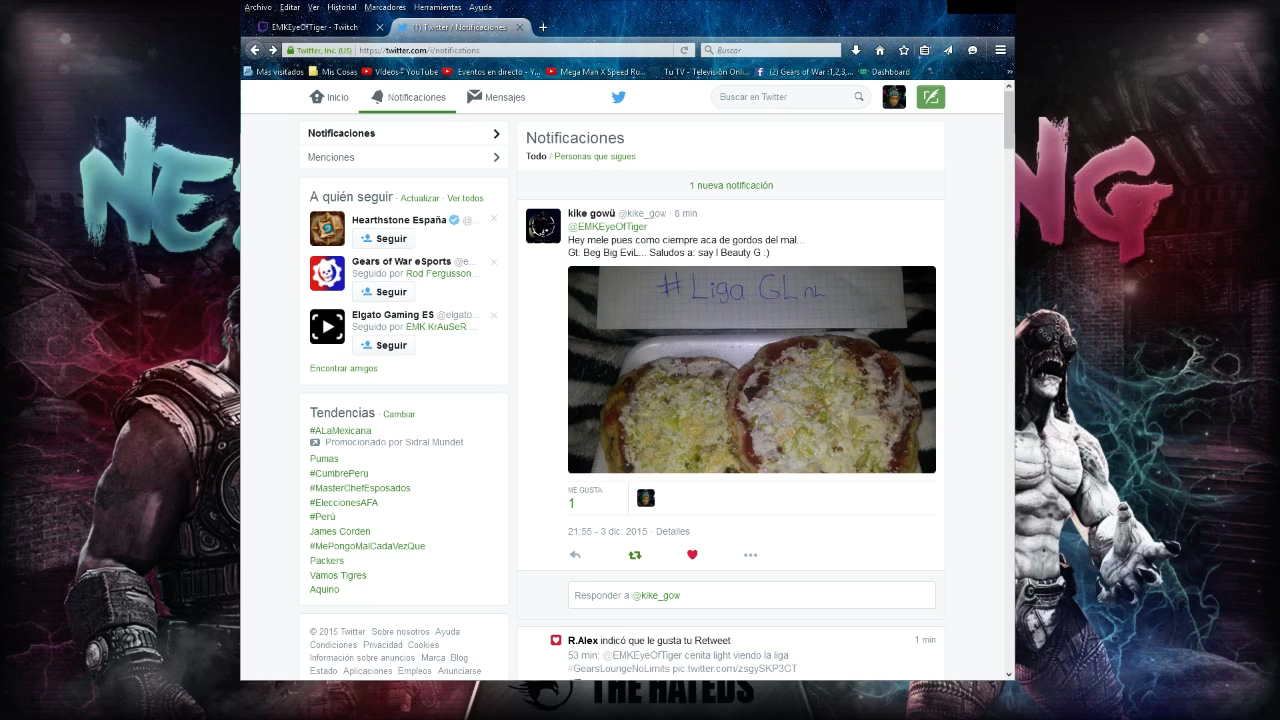 Archivo Editar Ver Historial Marcadores Herramientas Ayuda
EMKEyeOfTiger - Twitch
(1) Twitter / Notificaciones
Twitter, Inc. (US) https://twitter.com/i/notifications
Buscar
Más visitados Mis Cosas Vídeos - YouTube Eventos en directo - Y... Mega Man X Speed Ru... Tu TV - Televisión Onli... (2) Gears of War :1,2,3,... Dashboard
Inicio Notificaciones Mensajes
Buscar en Twitter
Notificaciones
Menciones
A quién seguir · Actualizar · Ver todos
Hearthstone España @...
Seguir
Gears of War eSports @e...
Seguido por Rod Fergusson...
Seguir
Elgato Gaming ES @elgato...
Seguido por EMK KrAuSeR ...
Seguir
Encontrar amigos
Tendencias · Cambiar
#ALaMexicana
Promocionado por Sidral Mundet
Pumas
#CumbrePeru
#MasterChefEsposados
#EleccionesAFA
#Perú
James Corden
#MePongoMalCadaVezQue
Packers
Vamos Tigres
Aquino
© 2015 Twitter Sobre nosotros Ayuda
Condiciones Privacidad Cookies
Información sobre anuncios Marca Blog
Estado Aplicaciones Empleos Anunciarse
Notificaciones
Todo / Personas que sigues
1 nueva notificación
kike gowü @kike_gow · 8 min
@EMKEyeOfTiger
Hey mele pues como ciempre aca de gordos del mal...
Gt. Beg Big EviL... Saludos a: say I Beauty G :)
# Liga GL nL
ME GUSTA
1
21:55 - 3 dic. 2015 · Detalles
Responder a @kike_gow
R.Alex indicó que le gusta tu Retweet
1 min
53 min: @EMKEyeOfTiger cenita light viendo la liga
#GearsLoungeNoLimits pic.twitter.com/zsgySKP3CT
THE HATEDS